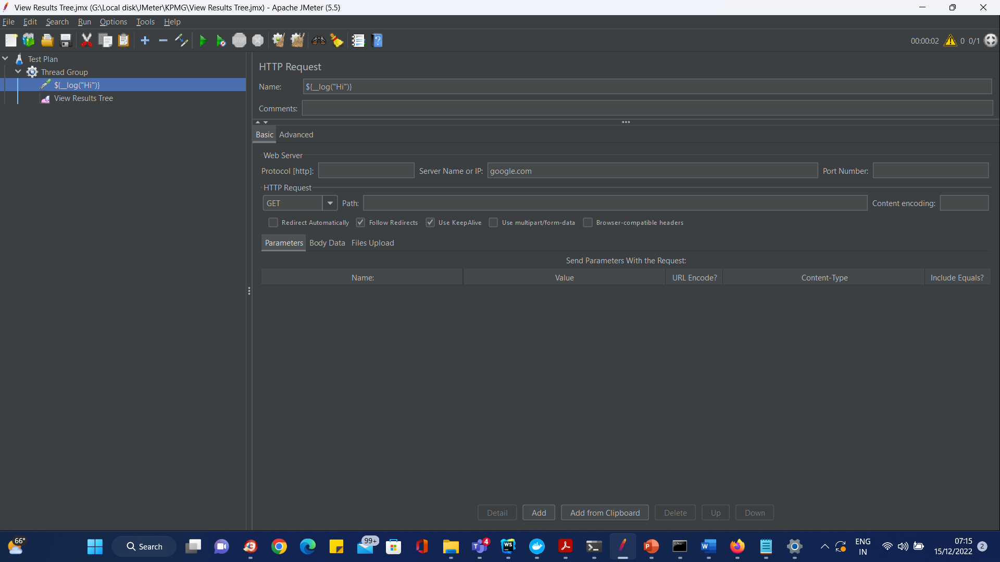 View Results Tree.jmx (G:\Local disk\JMeter\KPMG\View Results Tree.jmx) - Apache JMeter (5.5)
File Edit Search Run Options Tools Help
STOP
?
00:00:02 0 0/1
Test Plan
Thread Group
${__log("Hi")}
View Results Tree
HTTP Request
Name: ${__log("Hi")}
Comments:
Basic Advanced
Web Server
Protocol [http]: Server Name or IP: google.com Port Number:
HTTP Request
GET Path: Content encoding:
Redirect Automatically Follow Redirects Use KeepAlive Use multipart/form-data Browser-compatible headers
Parameters Body Data Files Upload
Send Parameters With the Request:
Name: Value URL Encode? Content-Type Include Equals?
Detail Add Add from Clipboard Delete Up Down
66°
Search
99+
4
WS
P
W
ENG
IN
07:15
15/12/2022
2